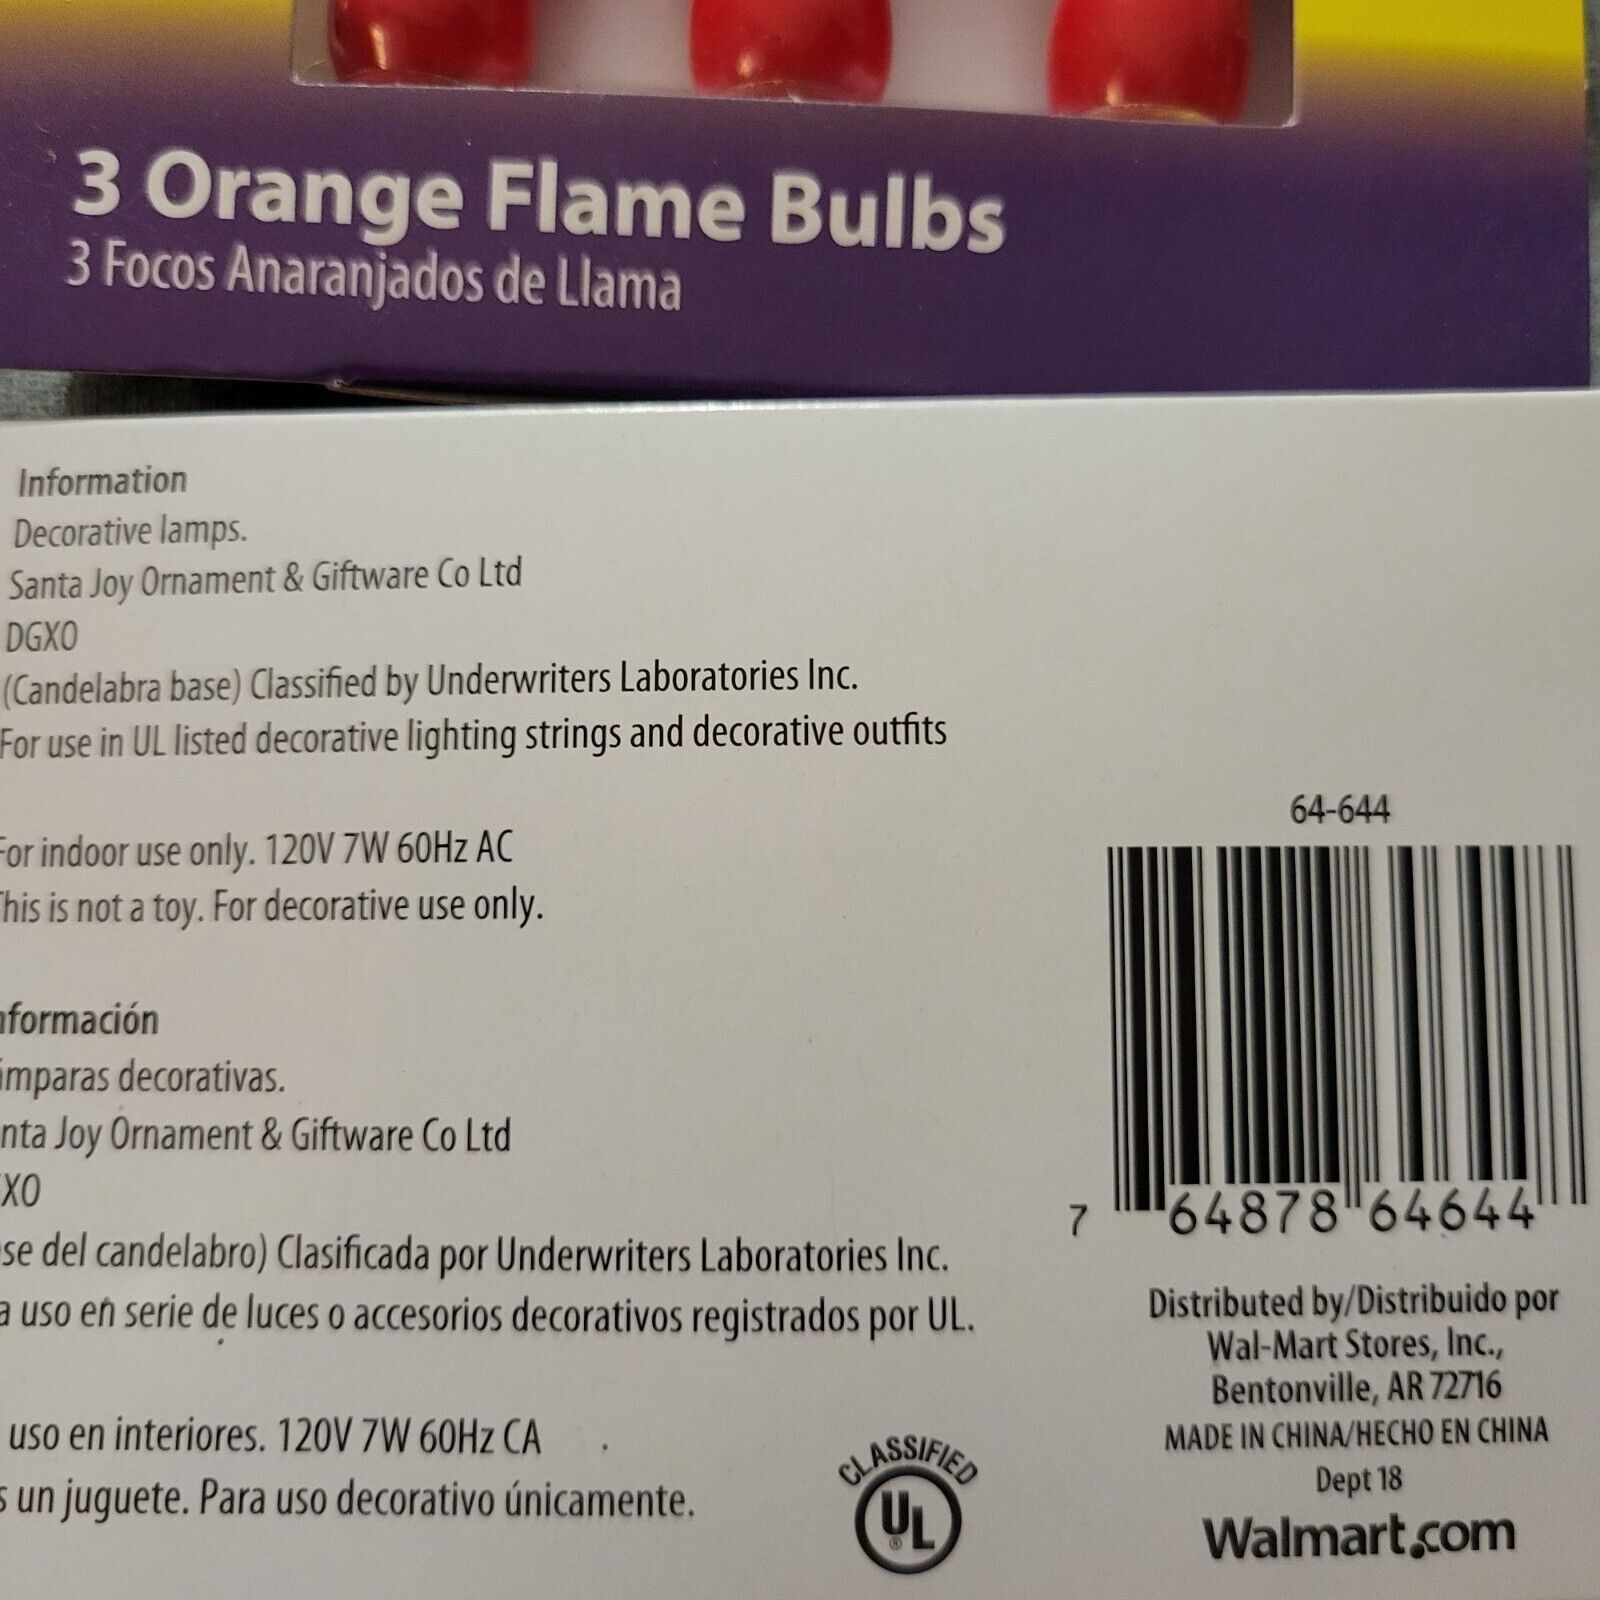 3 Orange Flame Bulbs
3 Focos Anaranjados de Llama
Information
Decorative lamps.
Santa Joy Ornament & Giftware Co Ltd
DGXO
(Candelabra base) Classified by Underwriters Laboratories Inc.
For use in UL listed decorative lighting strings and decorative outfits
For indoor use only. 120V 7W 60Hz AC
This is not a toy. For decorative use only.
nformación
ámparas decorativas.
nta Joy Ornament & Giftware Co Ltd
XO
se del candelabro) Clasificada por Underwriters Laboratories Inc.
a uso en serie de luces o accesorios decorativos registrados por UL.
uso en interiores. 120V 7W 60Hz CA
s un juguete. Para uso decorativo únicamente.
CLASSIFIED
UL
®
64-644
7 64878 64644
Distributed by/Distribuido por
Wal-Mart Stores, Inc.,
Bentonville, AR 72716
MADE IN CHINA/HECHO EN CHINA
Dept 18
Walmart.com